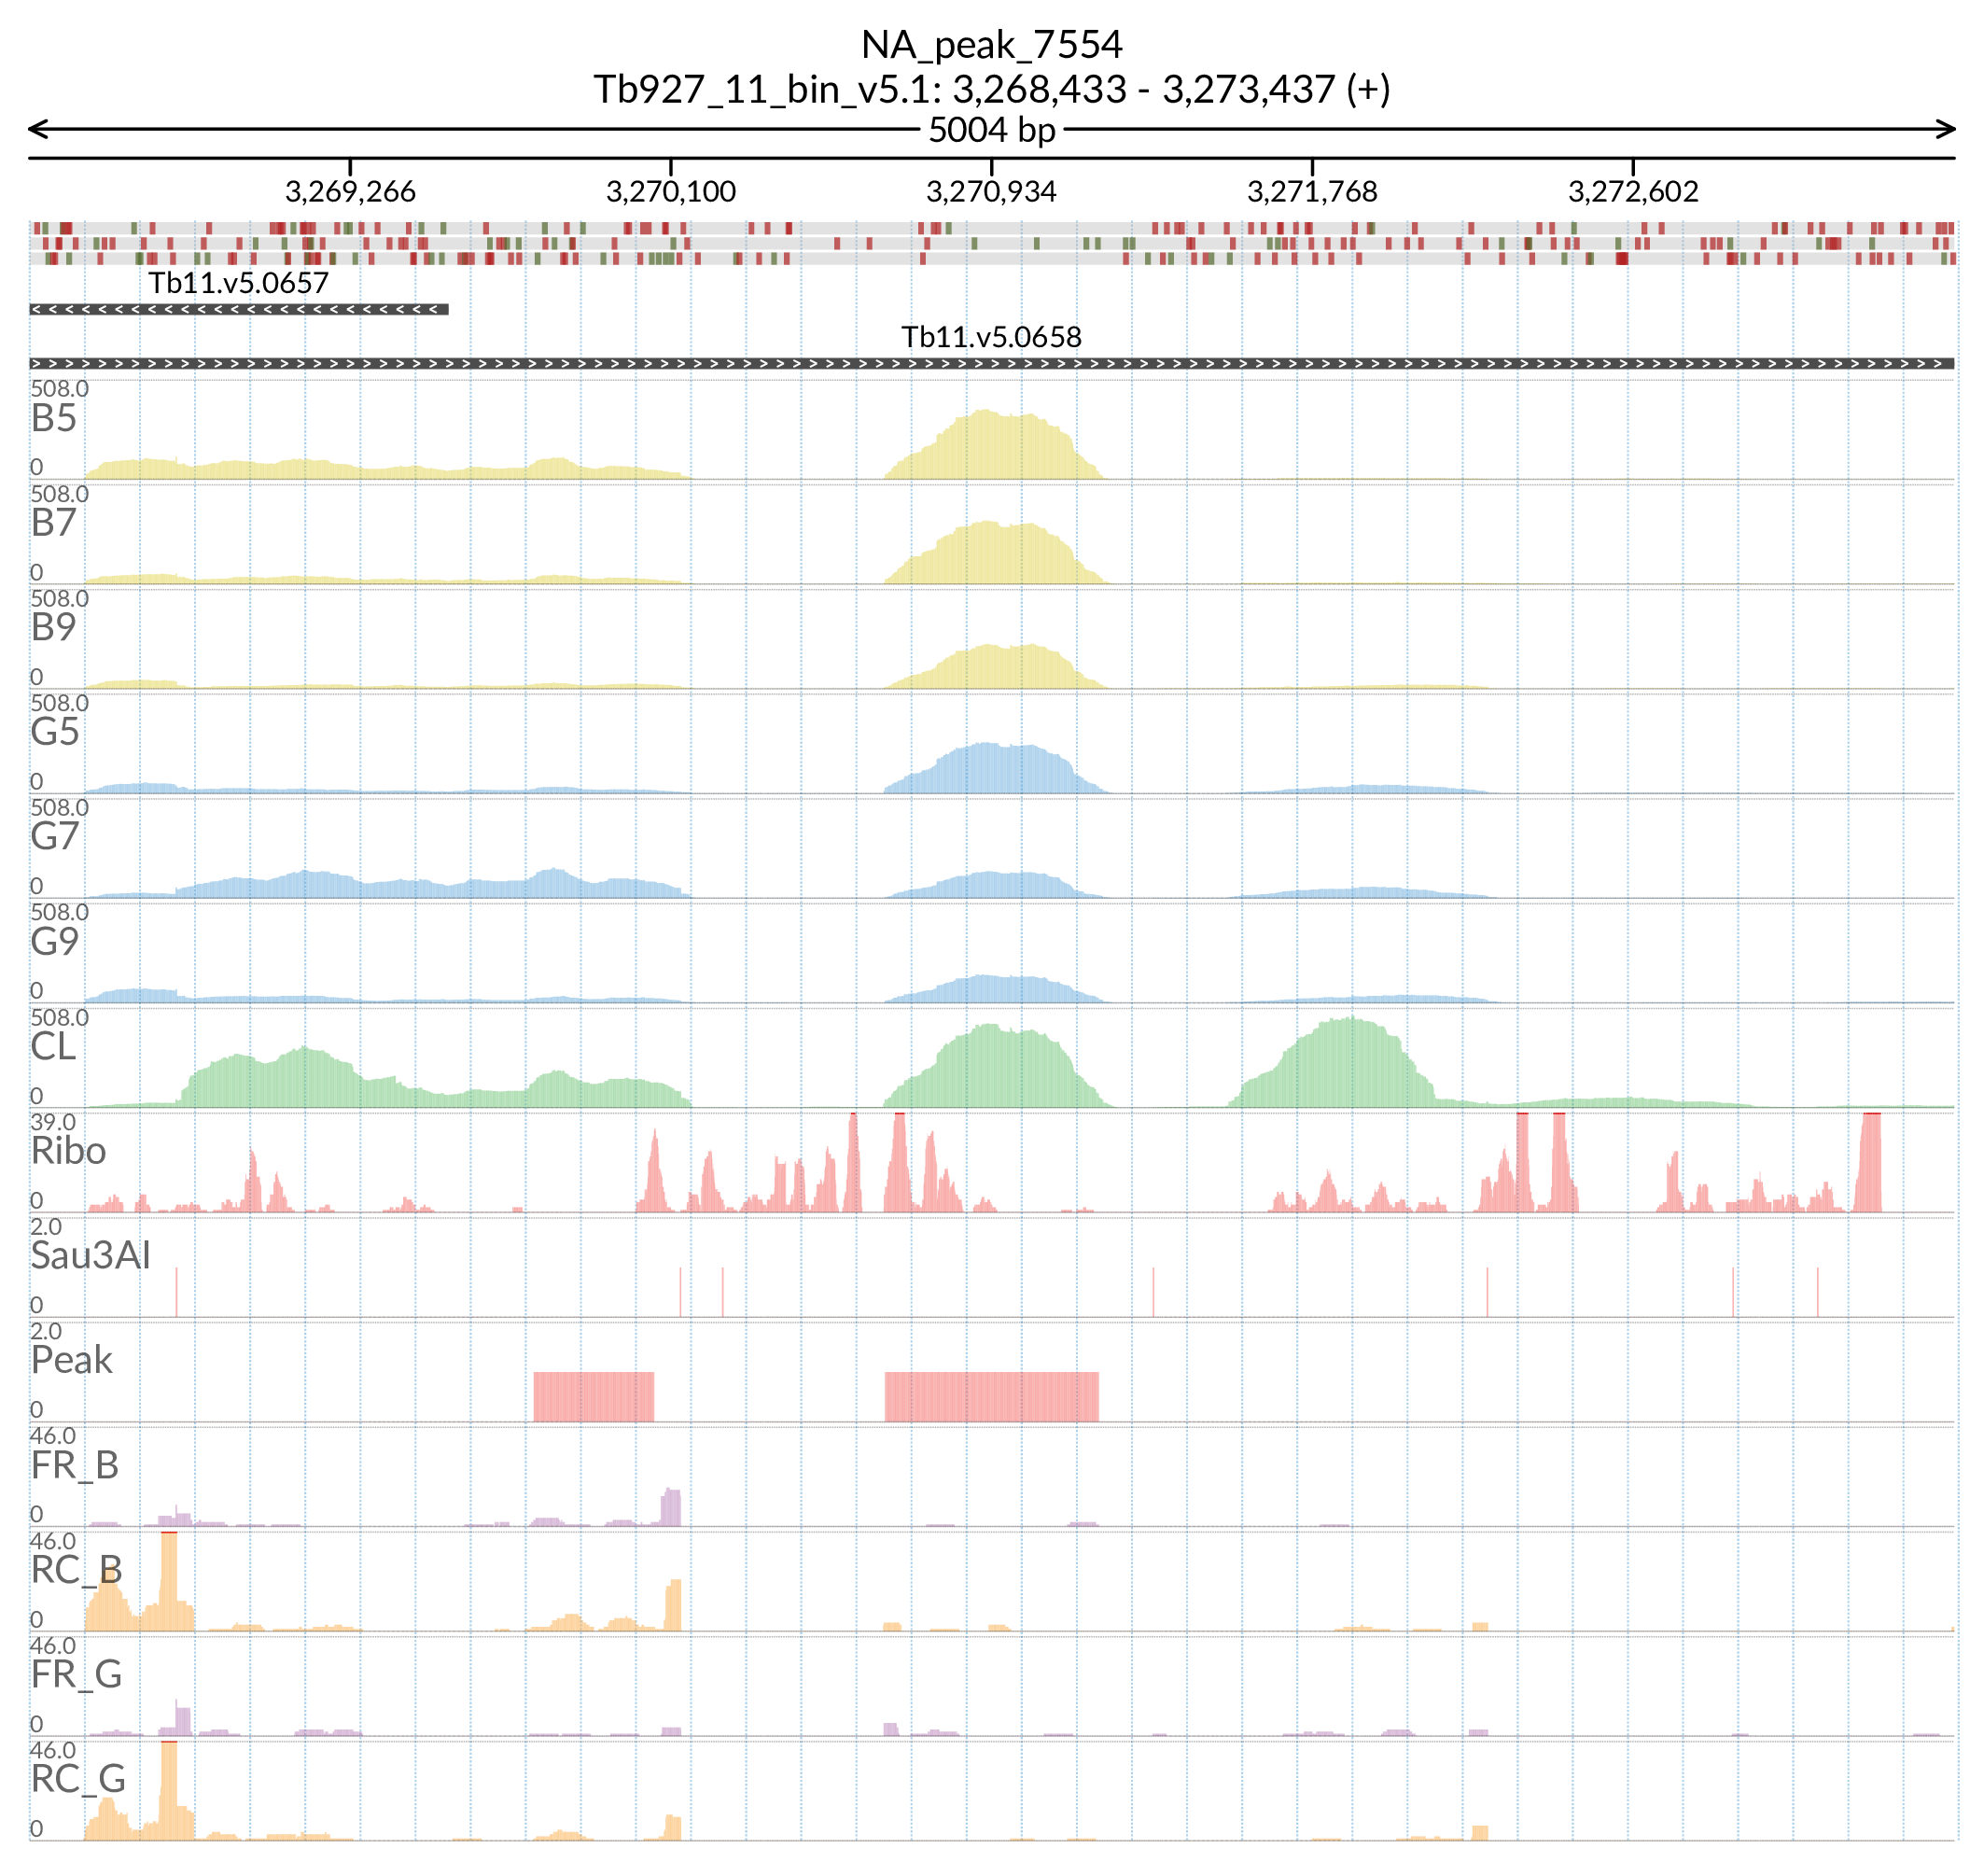 NA_peak_7554
Tb927_11_bin_v5.1: 3,268,433 - 3,273,437 (+)
5004 bp
3,269,266 3,270,100 3,270,934 3,271,768 3,272,602
Tb11.v5.0657
Tb11.v5.0658
508.0
B5
0
508.0
B7
0
508.0
B9
0
508.0
G5
0
508.0
G7
0
508.0
G9
0
508.0
CL
0
39.0
Ribo
0
2.0
Sau3AI
0
2.0
Peak
0
46.0
FR_B
0
46.0
RC_B
0
46.0
FR_G
0
46.0
RC_G
0